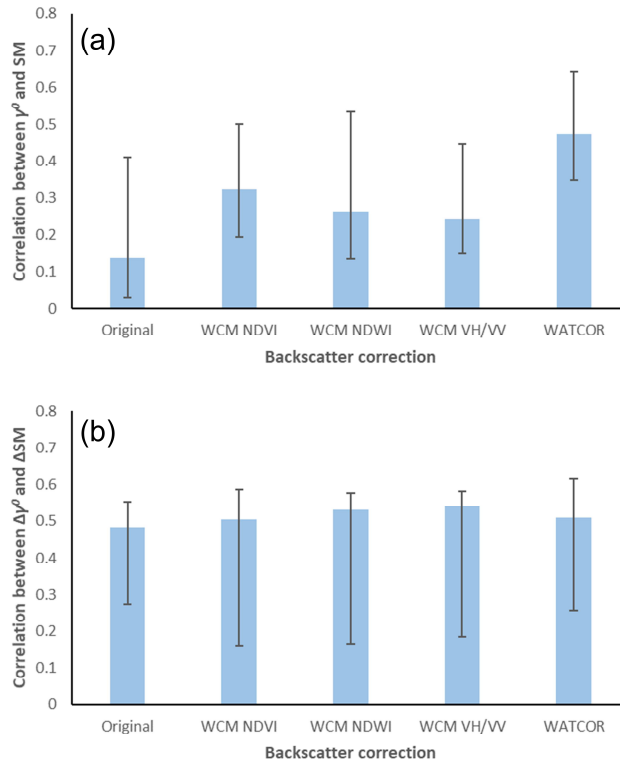 (a)
Correlation between γ⁰ and SM
0.8
0.7
0.6
0.5
0.4
0.3
0.2
0.1
0
Original WCM NDVI WCM NDWI WCM VH/VV WATCOR
Backscatter correction
(b)
Correlation between Δγ⁰ and ΔSM
0.8
0.7
0.6
0.5
0.4
0.3
0.2
0.1
0
Original WCM NDVI WCM NDWI WCM VH/VV WATCOR
Backscatter correction